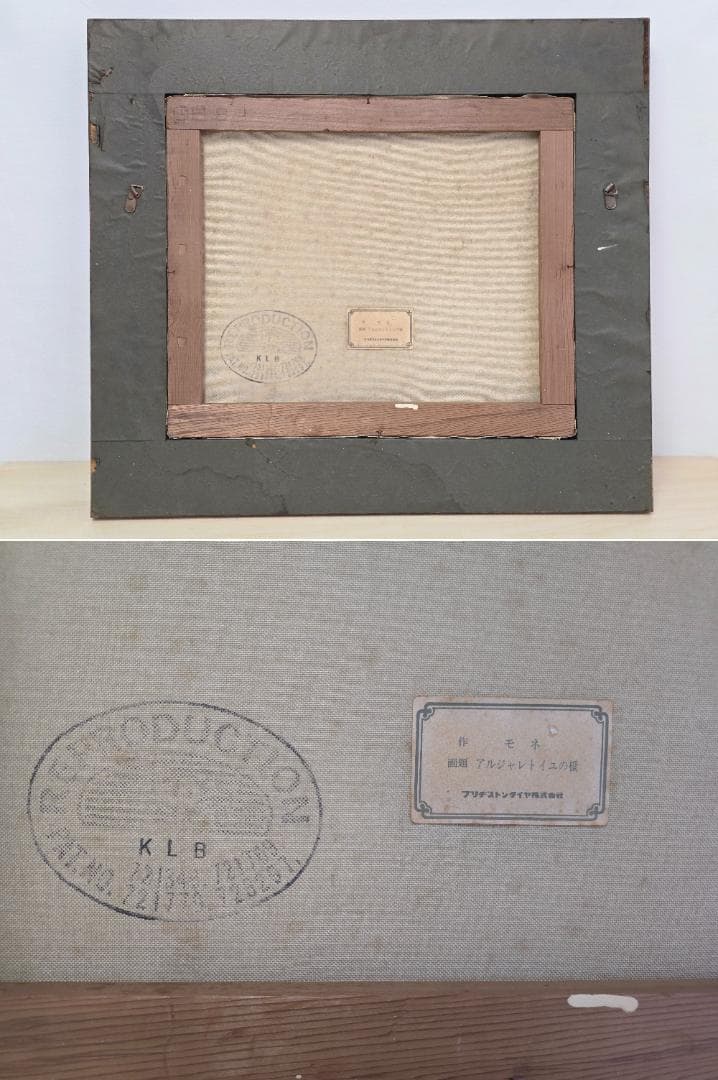 REPRODUCTION
KLB
PAT.NO.
作 モネ
画題 アルジャントイユの橋
ブリヂストンタイヤ株式会社